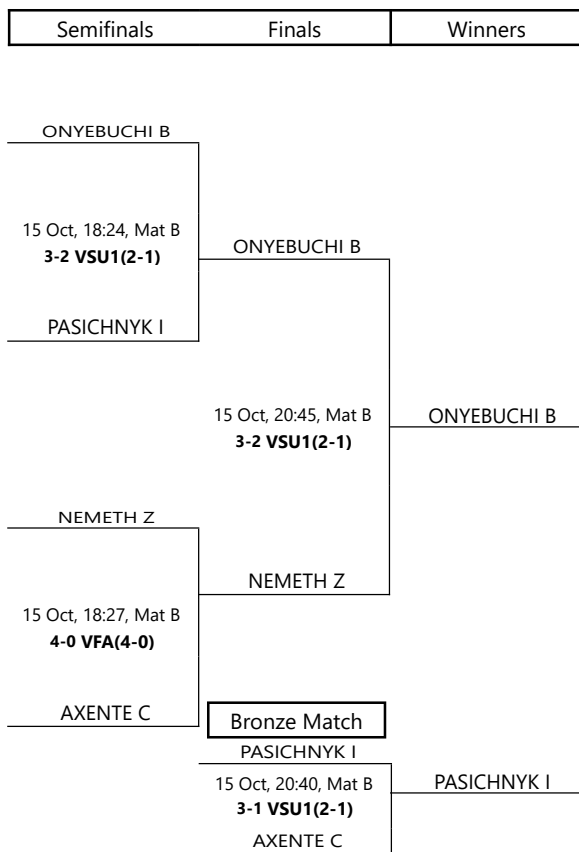 Semifinals Finals Winners
ONYEBUCHI B
15 Oct, 18:24, Mat B
3-2 VSU1(2-1)
ONYEBUCHI B
PASICHNYK I
15 Oct, 20:45, Mat B
3-2 VSU1(2-1)
ONYEBUCHI B
NEMETH Z
NEMETH Z
15 Oct, 18:27, Mat B
4-0 VFA(4-0)
AXENTE C
Bronze Match
PASICHNYK I
15 Oct, 20:40, Mat B
3-1 VSU1(2-1)
PASICHNYK I
AXENTE C